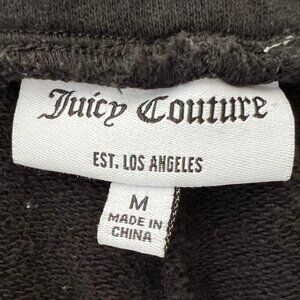 Juicy Couture
EST. LOS ANGELES
M
MADE IN
CHINA